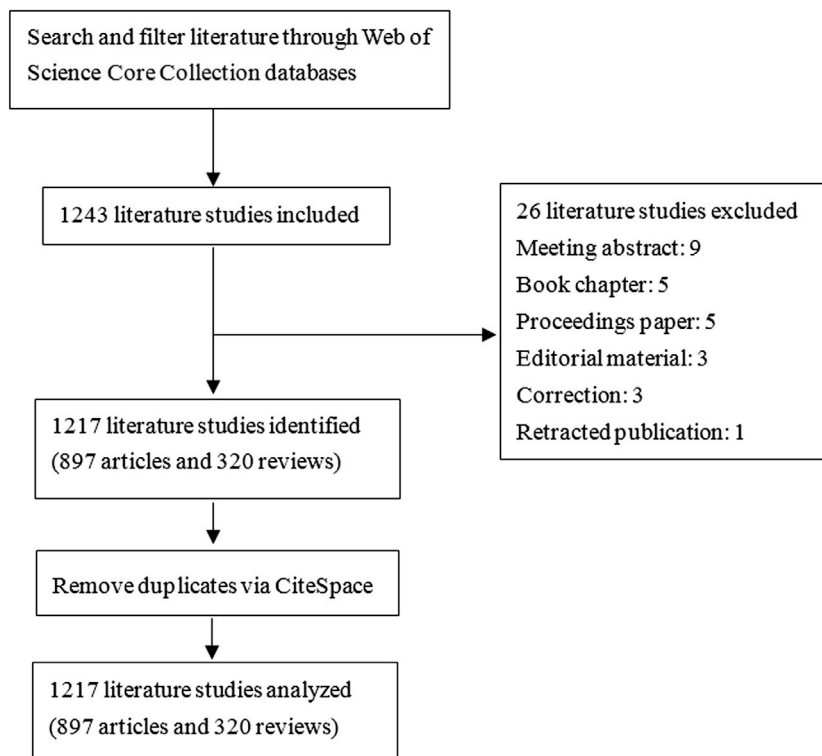 Search and filter literature through Web of
Science Core Collection databases
1243 literature studies included
26 literature studies excluded
Meeting abstract: 9
Book chapter: 5
Proceedings paper: 5
Editorial material: 3
Correction: 3
Retracted publication: 1
1217 literature studies identified
(897 articles and 320 reviews)
Remove duplicates via CiteSpace
1217 literature studies analyzed
(897 articles and 320 reviews)